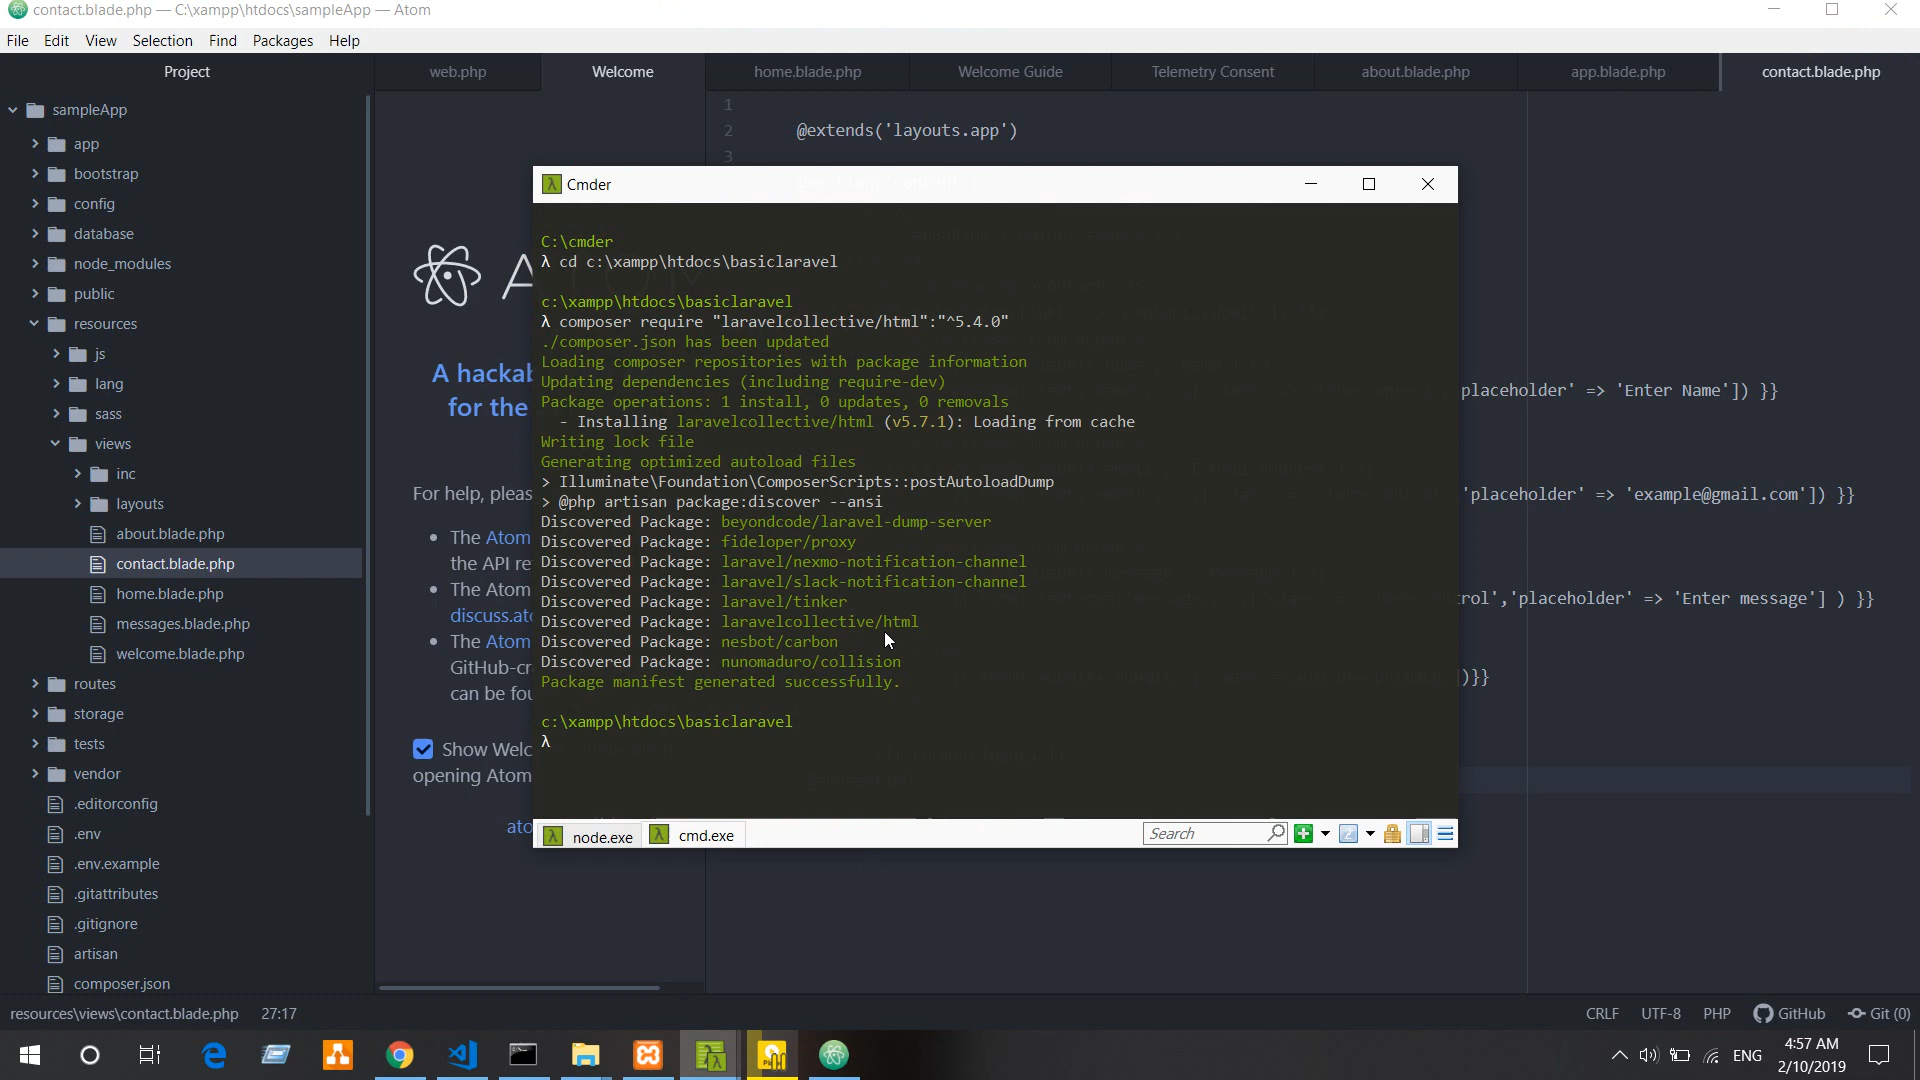 contact.blade.php — C:\xampp\htdocs\sampleApp — Atom
File Edit View Selection Find Packages Help
Project
web.php
Welcome
home.blade.php
Welcome Guide
Telemetry Consent
about.blade.php
app.blade.php
contact.blade.php
sampleApp
app
bootstrap
config
database
node_modules
public
resources
js
lang
sass
views
inc
layouts
about.blade.php
contact.blade.php
home.blade.php
messages.blade.php
welcome.blade.php
routes
storage
tests
vendor
.editorconfig
.env
.env.example
.gitattributes
.gitignore
artisan
composer.json
A hackab
for the
For help, pleas
The Atom
the API re
The Atom
discuss.ato
The Atom
GitHub-cr
can be fou
Show Welc
opening Atom
ato
1
2 @extends('layouts.app')
3
placeholder' => 'Enter Name']) }}
'placeholder' => 'example@gmail.com']) }}
rol','placeholder' => 'Enter message'] ) }}
)}}
Cmder
C:\cmder
λ cd c:\xampp\htdocs\basiclaravel
c:\xampp\htdocs\basiclaravel
λ composer require "laravelcollective/html":"^5.4.0"
./composer.json has been updated
Loading composer repositories with package information
Updating dependencies (including require-dev)
Package operations: 1 install, 0 updates, 0 removals
- Installing laravelcollective/html (v5.7.1): Loading from cache
Writing lock file
Generating optimized autoload files
> Illuminate\Foundation\ComposerScripts::postAutoloadDump
> @php artisan package:discover --ansi
Discovered Package: beyondcode/laravel-dump-server
Discovered Package: fideloper/proxy
Discovered Package: laravel/nexmo-notification-channel
Discovered Package: laravel/slack-notification-channel
Discovered Package: laravel/tinker
Discovered Package: laravelcollective/html
Discovered Package: nesbot/carbon
Discovered Package: nunomaduro/collision
Package manifest generated successfully.
c:\xampp\htdocs\basiclaravel
λ
node.exe
cmd.exe
Search
resources\views\contact.blade.php 27:17
CRLF UTF-8 PHP GitHub Git (0)
ENG
4:57 AM
2/10/2019